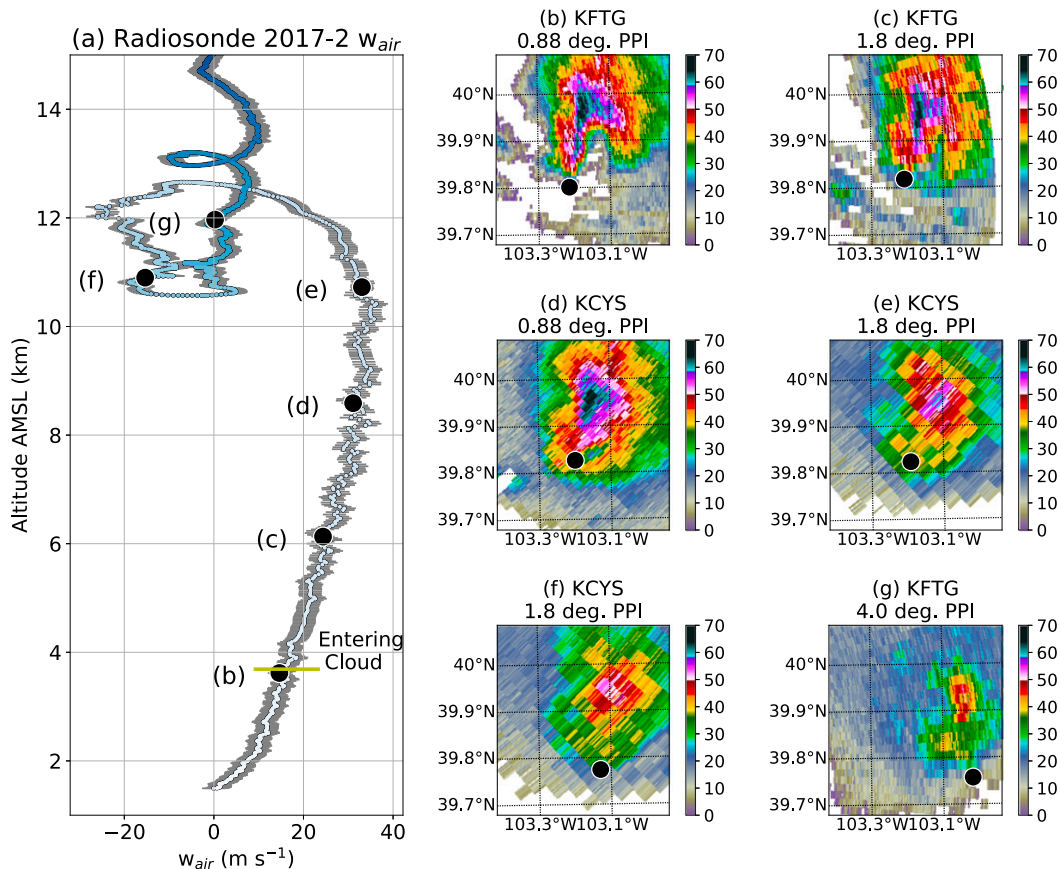 (a) Radiosonde 2017-2 w_air
14
12
10
8
6
4
2
Altitude AMSL (km)
−20 0 20 40
w_air (m s⁻¹)
(g)
(f)
(e)
(d)
(c)
(b)
Entering
Cloud
(b) KFTG
0.88 deg. PPI
40°N
39.9°N
39.8°N
39.7°N
103.3°W103.1°W
70
60
50
40
30
20
10
0
(c) KFTG
1.8 deg. PPI
40°N
39.9°N
39.8°N
39.7°N
103.3°W103.1°W
70
60
50
40
30
20
10
0
(d) KCYS
0.88 deg. PPI
40°N
39.9°N
39.8°N
39.7°N
103.3°W103.1°W
70
60
50
40
30
20
10
0
(e) KCYS
1.8 deg. PPI
40°N
39.9°N
39.8°N
39.7°N
103.3°W103.1°W
70
60
50
40
30
20
10
0
(f) KCYS
1.8 deg. PPI
40°N
39.9°N
39.8°N
39.7°N
103.3°W103.1°W
70
60
50
40
30
20
10
0
(g) KFTG
4.0 deg. PPI
40°N
39.9°N
39.8°N
39.7°N
103.3°W103.1°W
70
60
50
40
30
20
10
0